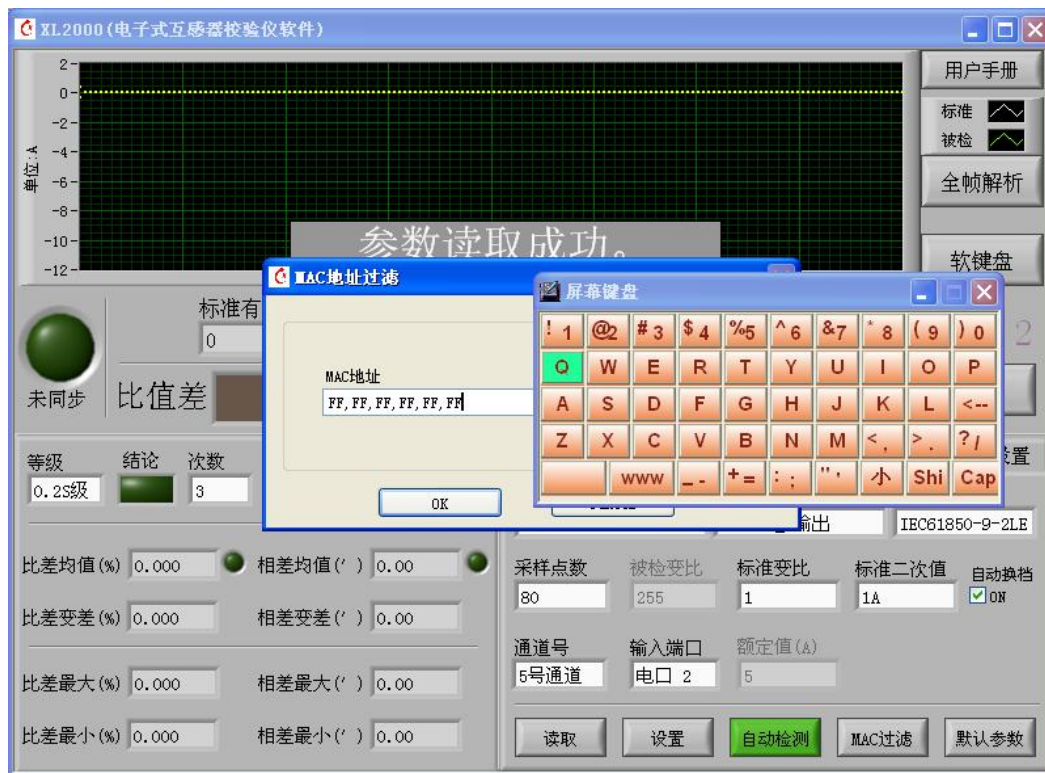 XL2000(电子式互感器校验仪软件)
2
0
-2
-4
-6
-8
-10
-12
单位:A
用户手册
标准
被检
全帧解析
软键盘
参数读取成功。
MAC地址过滤
MAC地址
FF,FF,FF,FF,FF,FF
OK
屏幕键盘
! 1 @2 # 3 $ 4 %5 ^ 6 &7 * 8 ( 9 ) 0
Q W E R T Y U I O P
A S D F G H J K L <--
Z X C V B N M < , > . ? /
www _ - + = : ; " ' 小 Shi Cap
标准有
0
2
未同步
比值差
等级 结论 次数
0.2S级 3
置
输出 IEC61850-9-2LE
比差均值(%) 0.000 相差均值(′) 0.00
比差变差(%) 0.000 相差变差(′) 0.00
比差最大(%) 0.000 相差最大(′) 0.00
比差最小(%) 0.000 相差最小(′) 0.00
采样点数 被检变比 标准变比 标准二次值 自动换档
80 255 1 1A ON
通道号 输入端口 额定值(A)
5号通道 电口 2 5
读取 设置 自动检测 MAC过滤 默认参数